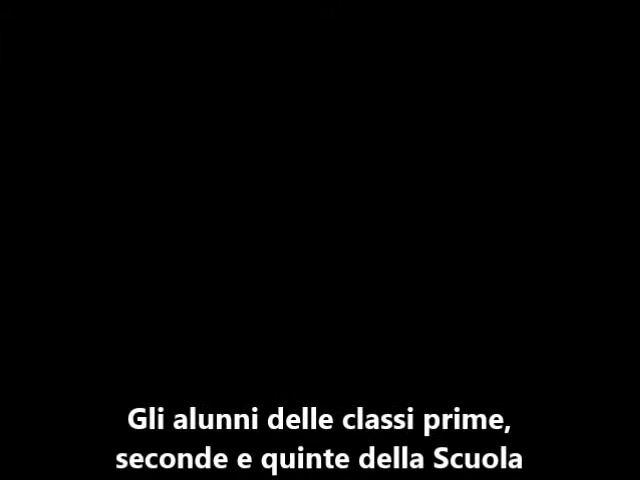 Gli alunni delle classi prime,
seconde e quinte della Scuola